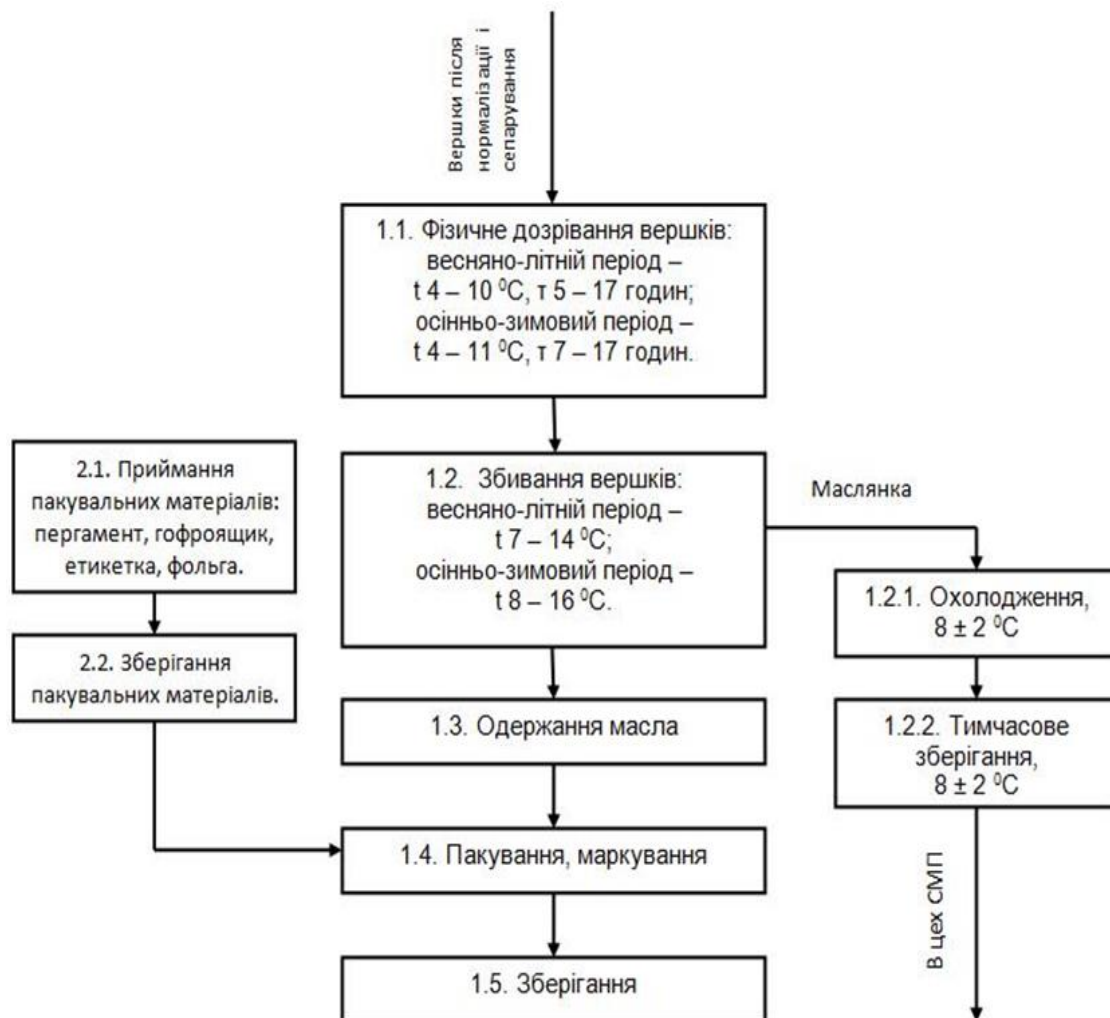 Вершки після
нормалізації і
сепарування
1.1. Фізичне дозрівання вершків:
весняно-літній період –
t 4 – 10 ⁰С, т 5 – 17 годин;
осінньо-зимовий період –
t 4 – 11 ⁰С, т 7 – 17 годин.
2.1. Приймання
пакувальних матеріалів:
пергамент, гофроящик,
етикетка, фольга.
1.2. Збивання вершків:
весняно-літній період –
t 7 – 14 ⁰С;
осінньо-зимовий період –
t 8 – 16 ⁰С.
Маслянка
1.2.1. Охолодження,
8 ± 2 ⁰С
2.2. Зберігання
пакувальних матеріалів.
1.3. Одержання масла
1.2.2. Тимчасове
зберігання,
8 ± 2 ⁰С
1.4. Пакування, маркування
В цех СМП
1.5. Зберігання